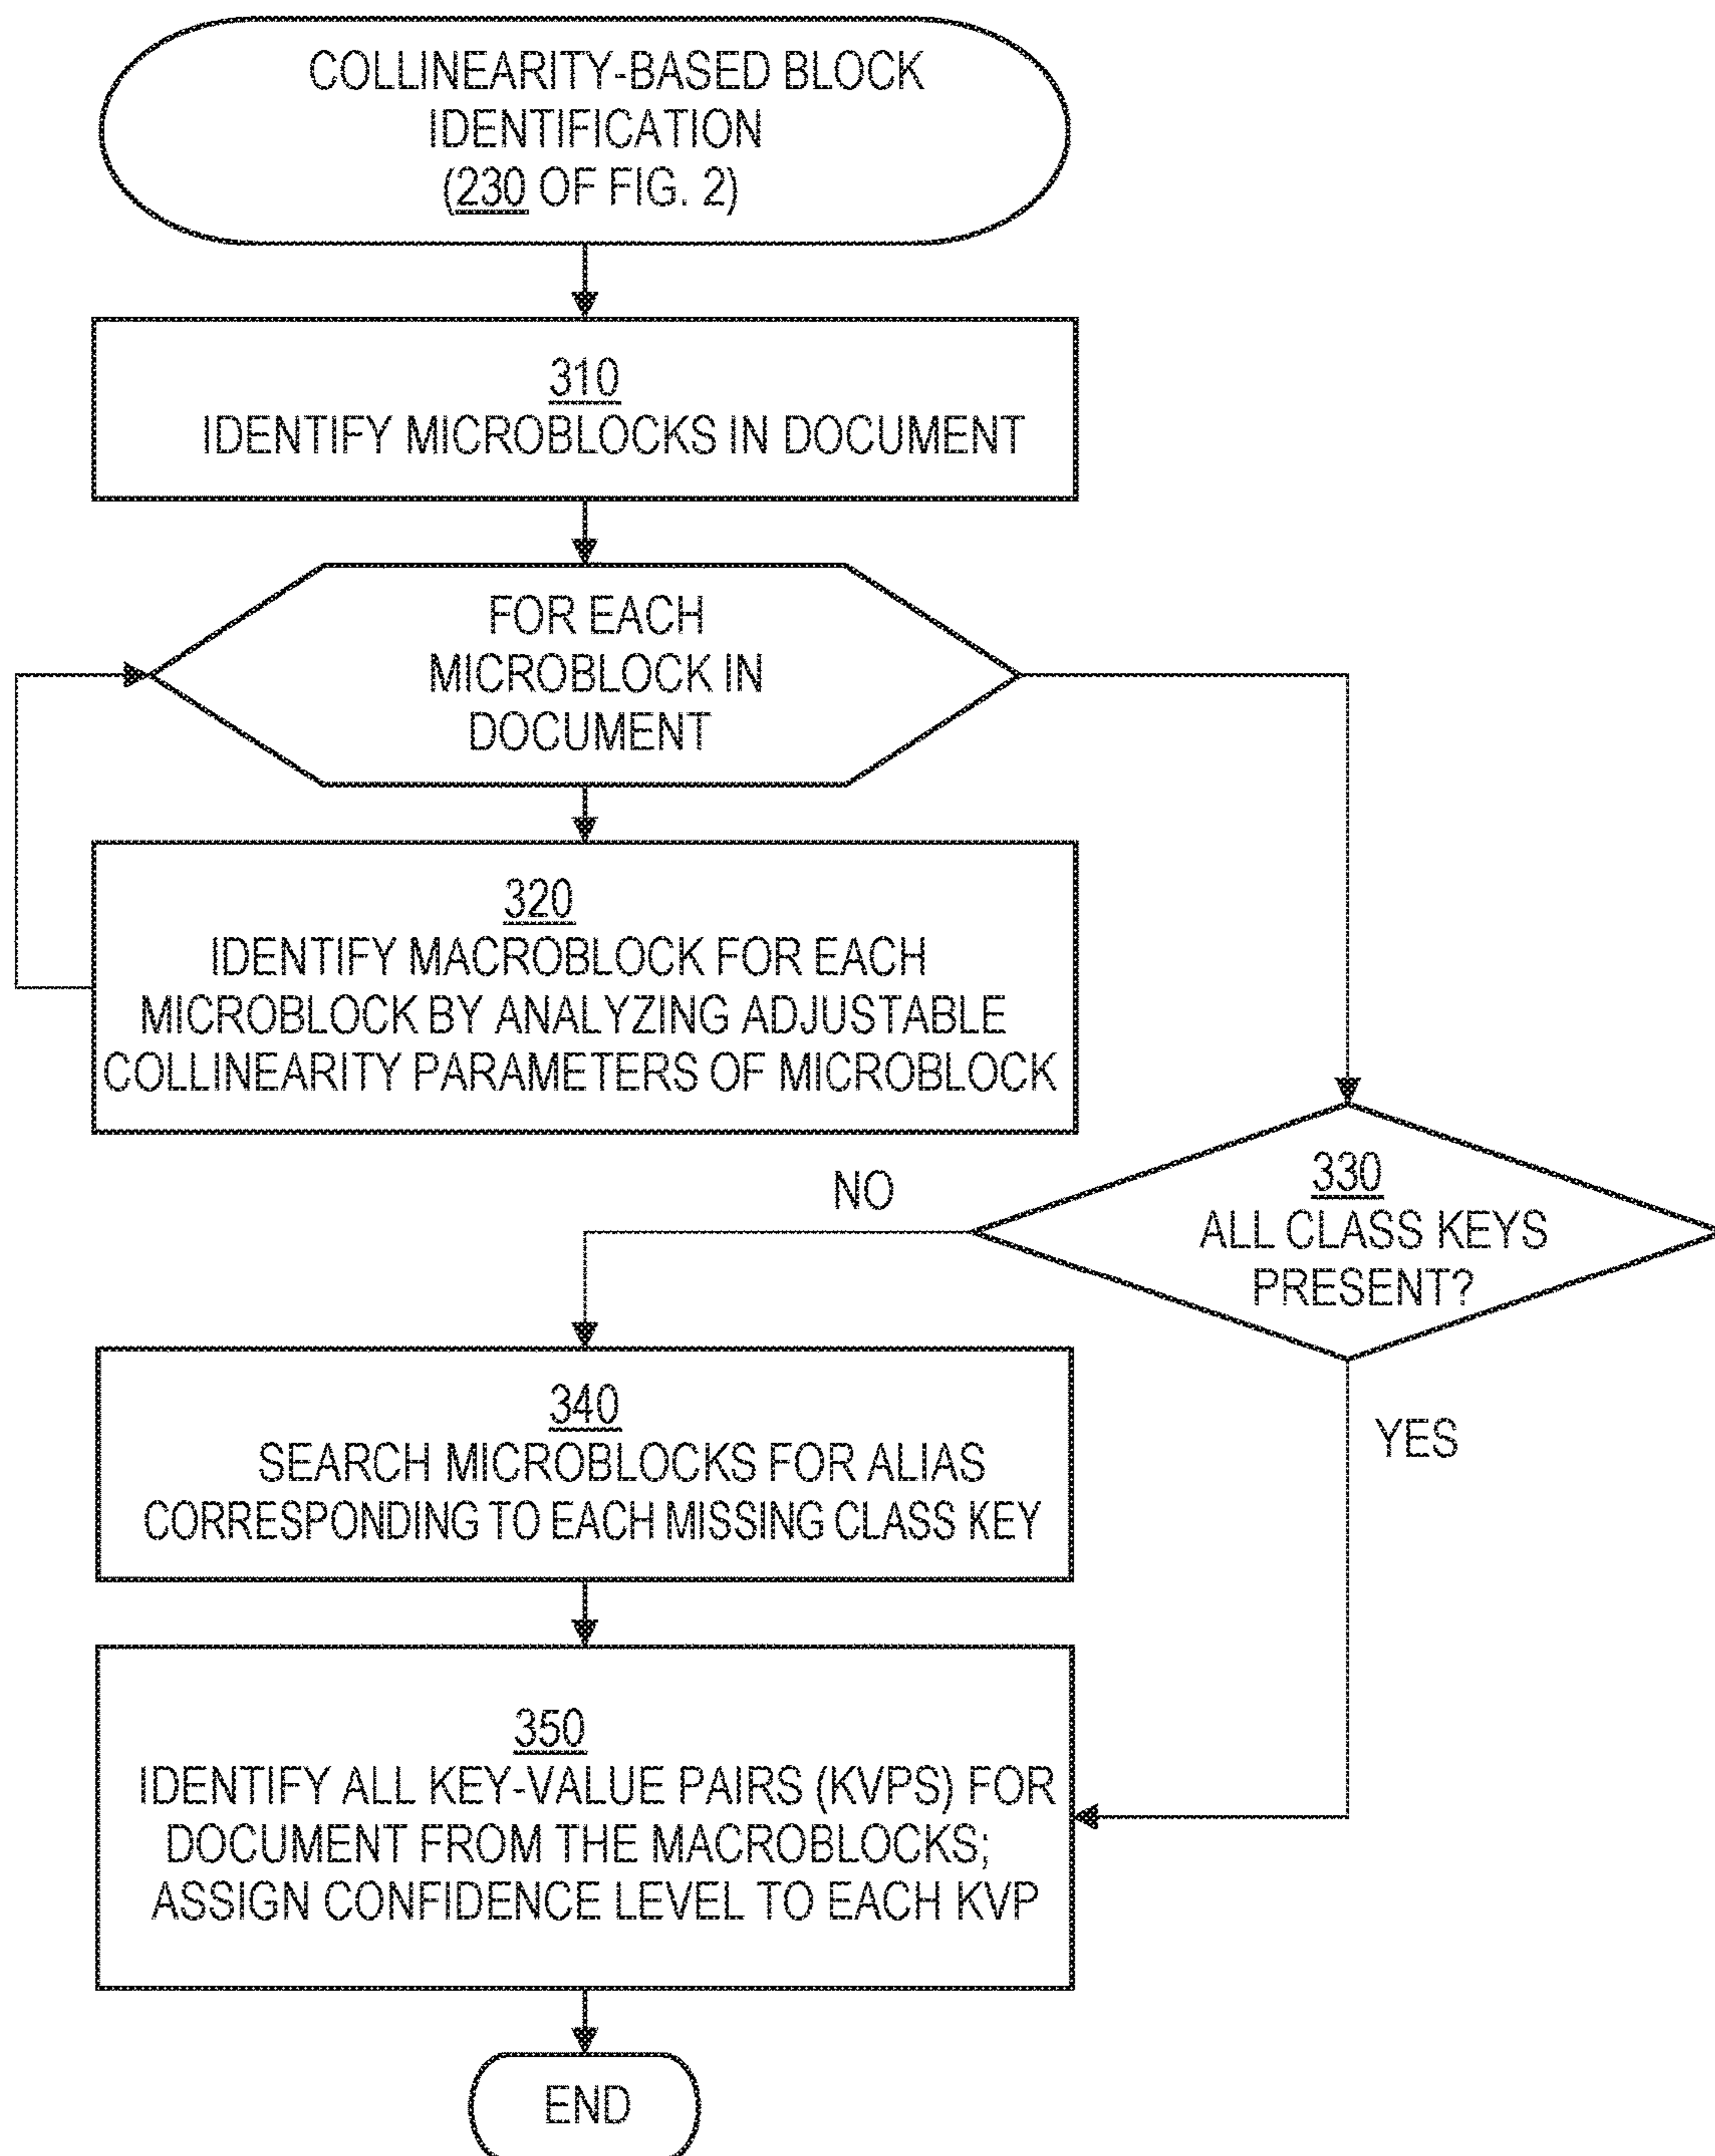 COLLINEARITY-BASED BLOCK
IDENTIFICATION
(230 OF FIG. 2)
310
IDENTIFY MICROBLOCKS IN DOCUMENT
FOR EACH
MICROBLOCK IN
DOCUMENT
320
IDENTIFY MACROBLOCK FOR EACH
MICROBLOCK BY ANALYZING ADJUSTABLE
COLLINEARITY PARAMETERS OF MICROBLOCK
330
ALL CLASS KEYS
PRESENT?
NO
YES
340
SEARCH MICROBLOCKS FOR ALIAS
CORRESPONDING TO EACH MISSING CLASS KEY
350
IDENTIFY ALL KEY-VALUE PAIRS (KVPS) FOR
DOCUMENT FROM THE MACROBLOCKS;
ASSIGN CONFIDENCE LEVEL TO EACH KVP
END